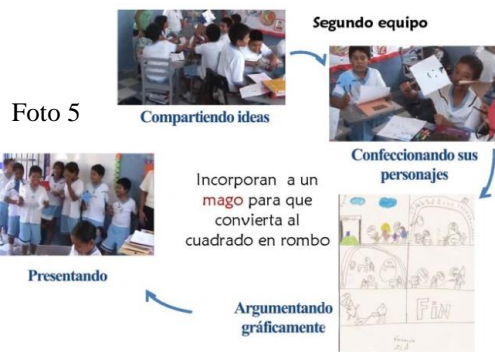 Segundo equipo
Foto 5
Compartiendo ideas
Confeccionando sus
personajes
Incorporan a un
mago para que
convierta al
cuadrado en rombo
Presentando
Argumentando
gráficamente
FIN